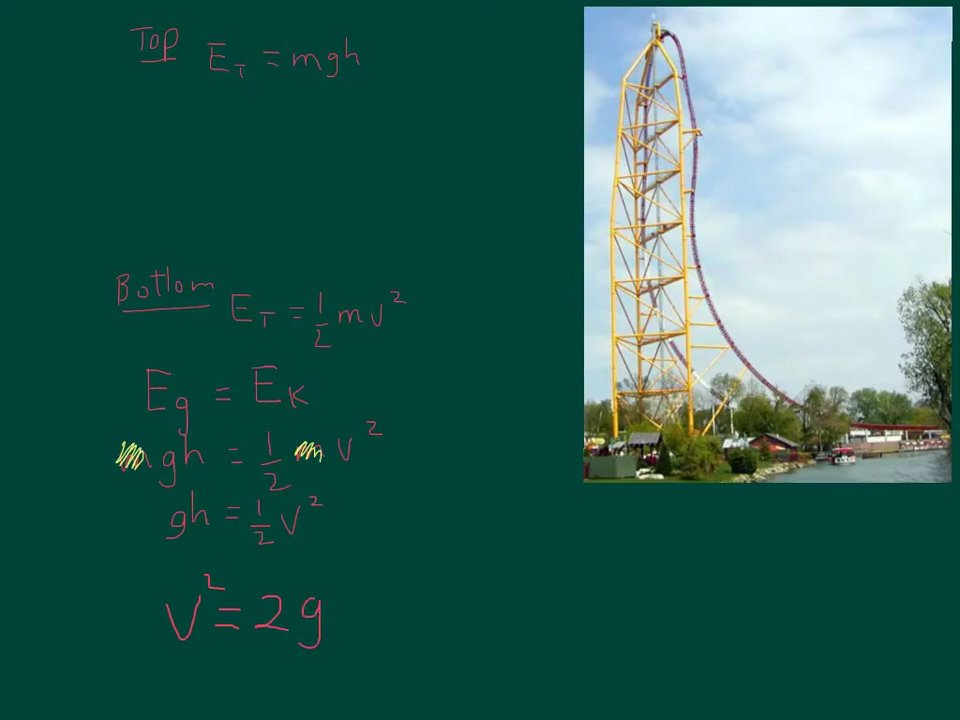 Top E_T = mgh
Bottom E_T = 1/2 mv²
E_g = E_K
mgh = 1/2 mv²
gh = 1/2 v²
v² = 2g